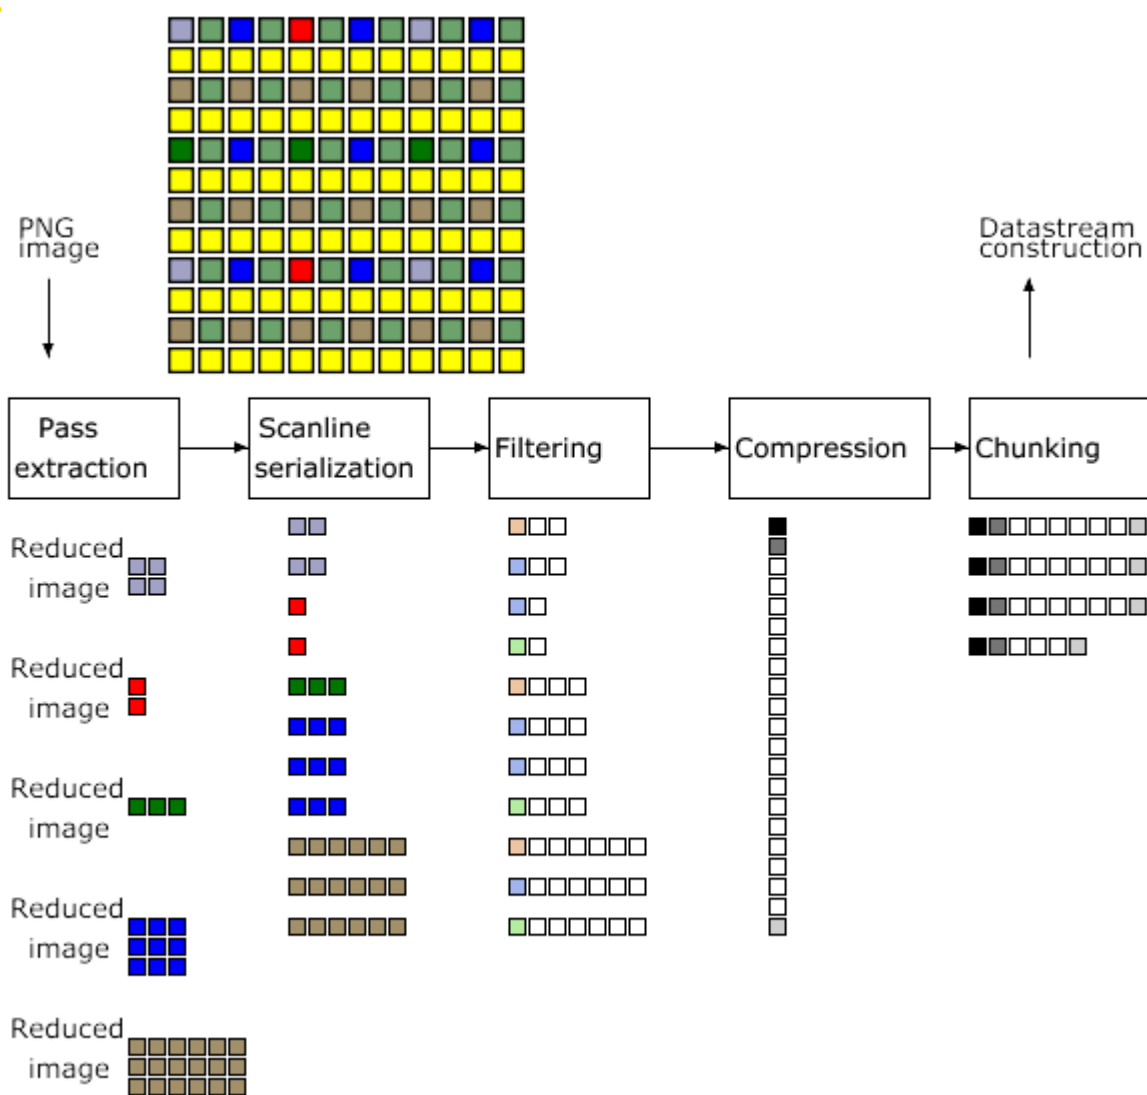 PNG
image
Datastream
construction
Pass
extraction
Scanline
serialization
Filtering
Compression
Chunking
Reduced
image
Reduced
image
Reduced
image
Reduced
image
Reduced
image